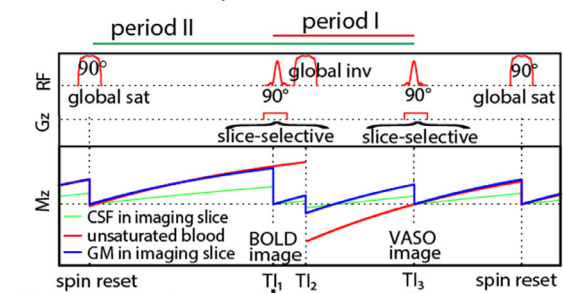 period II
period I
90°
global inv
90°
RF
global sat
90°
90°
global sat
Gz
slice-selective
slice-selective
Mz
CSF in imaging slice
unsaturated blood
GM in imaging slice
BOLD
image
VASO
image
spin reset
TI₁
TI₂
TI₃
spin reset